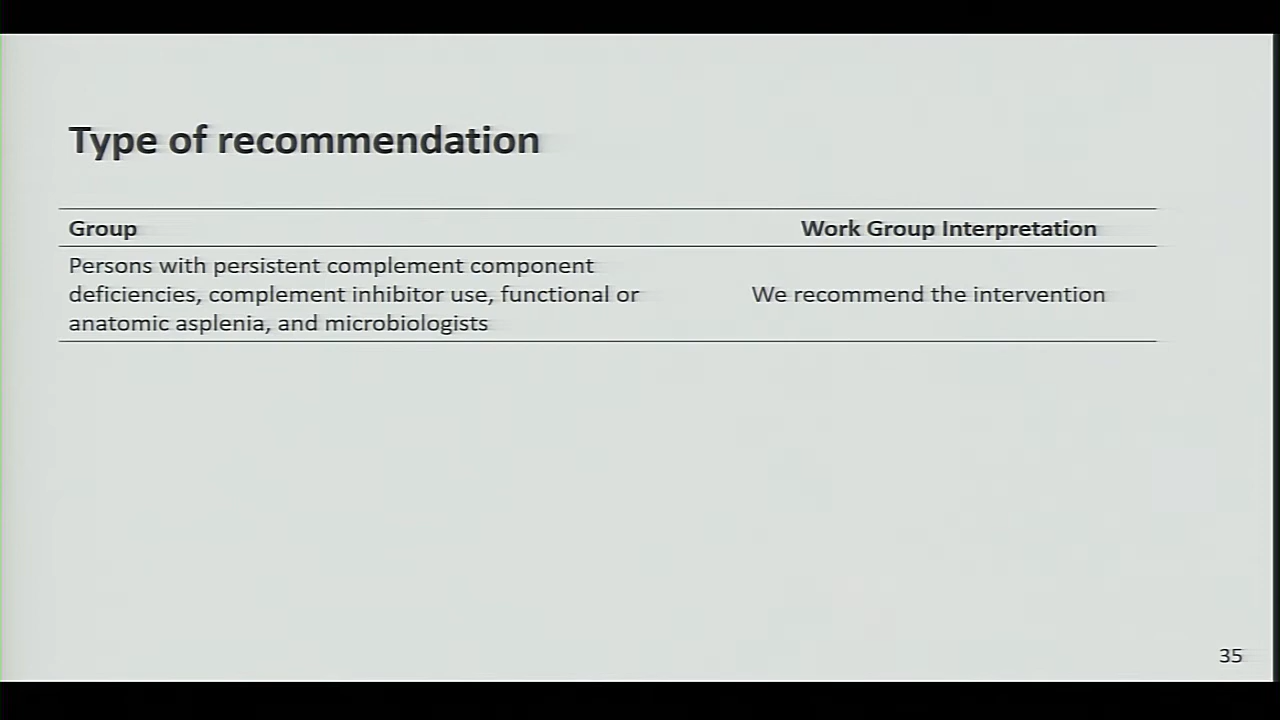 Type of recommendation
Group
Work Group Interpretation
Persons with persistent complement component
deficiencies, complement inhibitor use, functional or
anatomic asplenia, and microbiologists
We recommend the intervention
35